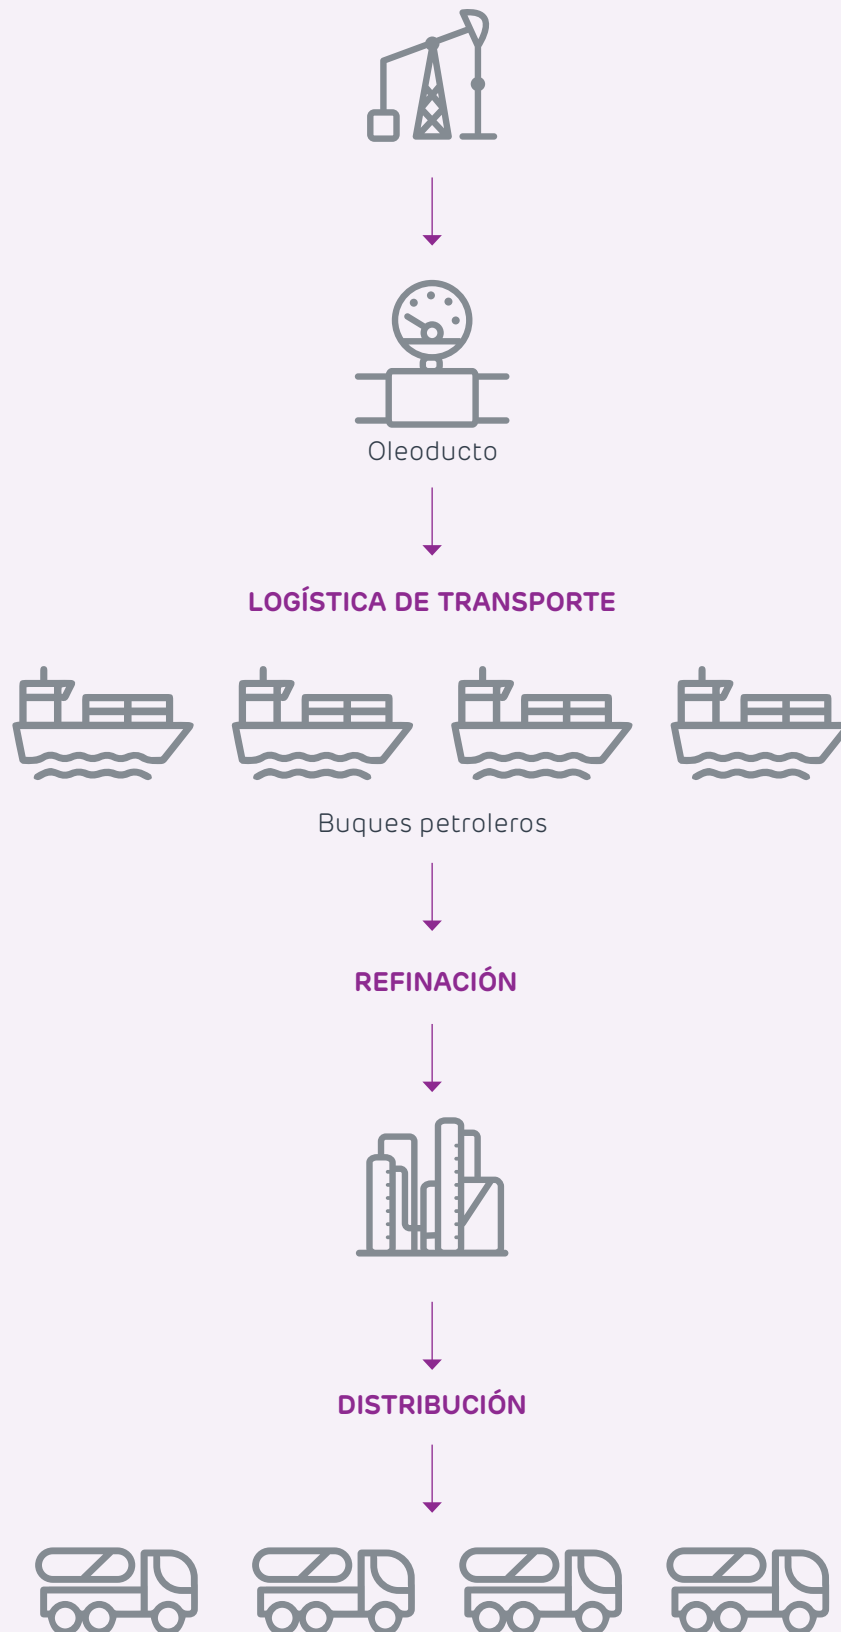 Oleoducto
LOGÍSTICA DE TRANSPORTE
Buques petroleros
REFINACIÓN
DISTRIBUCIÓN